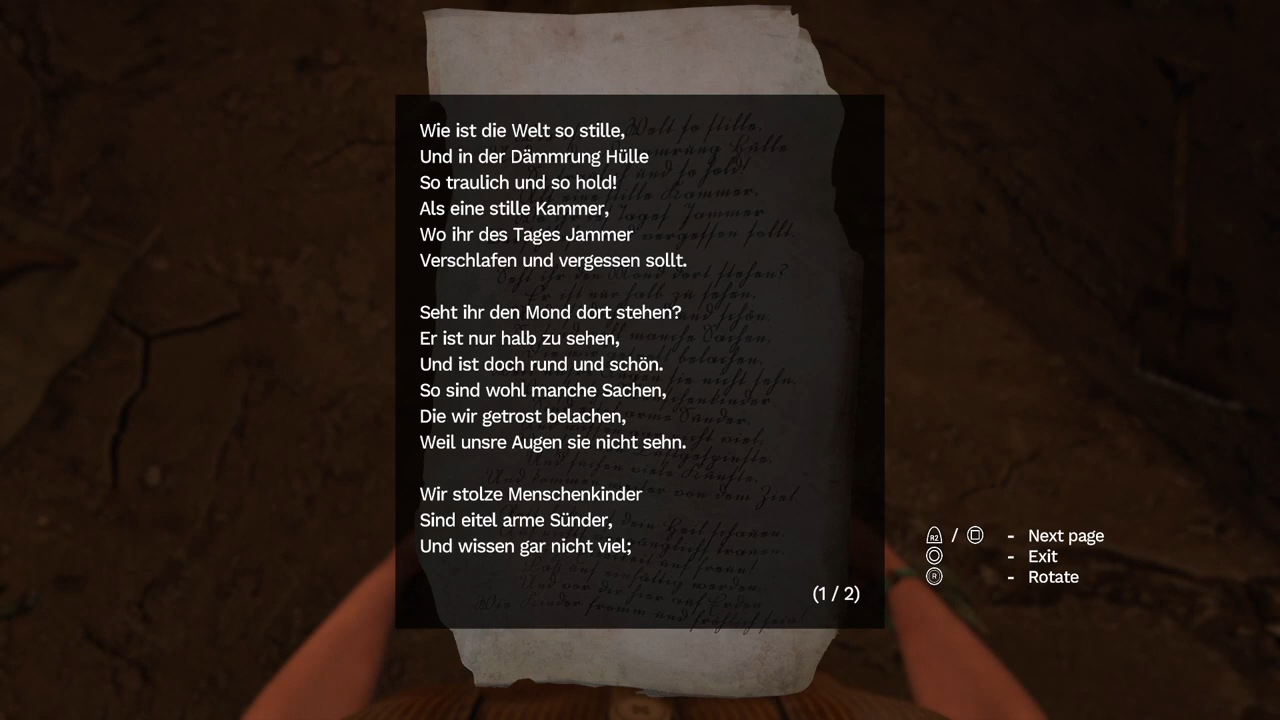 Wie ist die Welt so stille,
Und in der Dämmrung Hülle
So traulich und so hold!
Als eine stille Kammer,
Wo ihr des Tages Jammer
Verschlafen und vergessen sollt.
Seht ihr den Mond dort stehen?
Er ist nur halb zu sehen,
Und ist doch rund und schön.
So sind wohl manche Sachen,
Die wir getrost belachen,
Weil unsre Augen sie nicht sehn.
Wir stolze Menschenkinder
Sind eitel arme Sünder,
Und wissen gar nicht viel;
(1 / 2)
R2 / - Next page
- Exit
R - Rotate